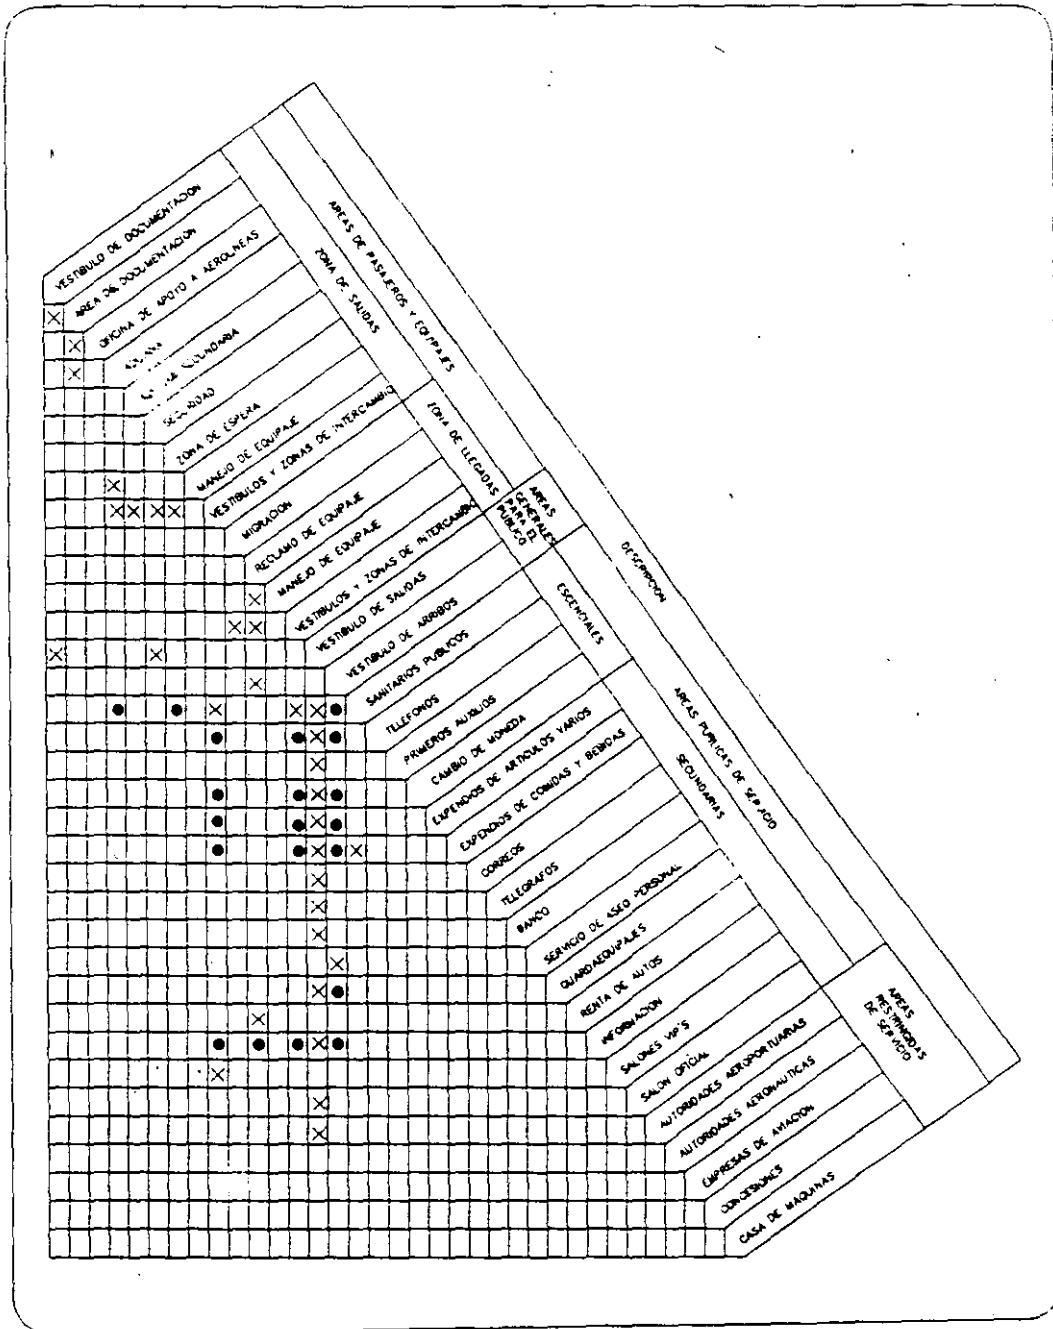 VESTIBULO DE DOCUMENTACION
AREA DE DOCUMENTACION
OFICINA DE APOYO A AEROLINEAS
SEGURIDAD
ZONA DE ESPERA
MANEJO DE EQUIPAJE
VESTIBULOS Y ZONAS DE INTERCAMBIO
MIGRACION
RECLAMO DE EQUIPAJE
MANEJO DE EQUIPAJE
VESTIBULOS Y ZONAS DE INTERCAMBIO
VESTIBULO DE SALIDAS
VESTIBULO DE ARRIBOS
SANITARIOS PUBLICOS
TELEFONOS
PRIMEROS AUXILIOS
CAMBIO DE MONEDA
EXPENDIOS DE ARTICULOS VARIOS
EXPENDIOS DE COMIDAS Y BEBIDAS
CORREOS
TELEGRAFOS
BANCO
SERVICIO DE ASEO PERSONAL
GUARDAEQUIPAJES
RENTA DE AUTOS
INFORMACION
SALONES VIP'S
SALON OFICIAL
AUTORIDADES AEROPORTUARIAS
AUTORIDADES AERONAUTICAS
EMPRESAS DE AVIACION
CONCESIONES
CASA DE MAQUINAS
ZONA DE SALIDAS
ZONA DE LLEGADAS
AREAS
GENERALES
PARA EL
PUBLICO
ESCENCIALES
SECUNDARIAS
AREAS DE PASAJEROS Y EQUIPAJES
AREAS PUBLICAS DE SERVICIO
AREAS
RESTRINGIDAS
DE SERVICIO
DESCRIPCION